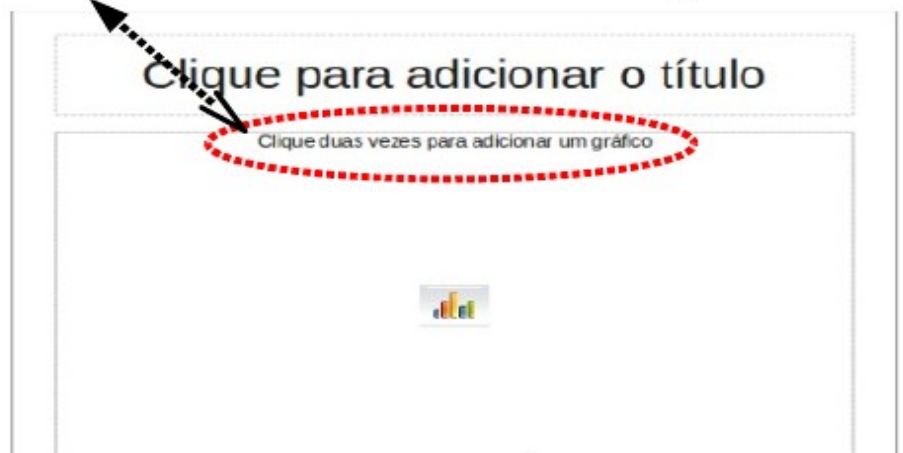 Clique para adicionar o título
Clique duas vezes para adicionar um gráfico